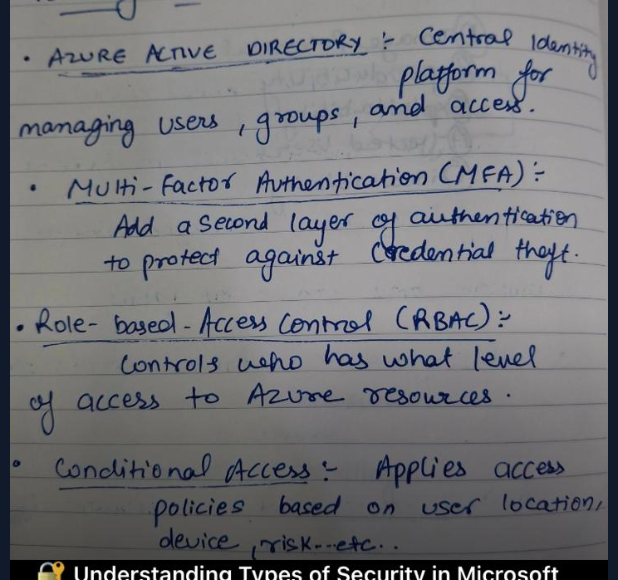 • AZURE ACTIVE DIRECTORY :- Central Identity
platform for
managing users, groups, and access.
• Multi-Factor Authentication (MFA) :-
Add a second layer of authentication
to protect against Credential theft.
• Role-based-Access Control (RBAC) :-
Controls who has what level
of access to Azure resources.
• Conditional Access :- Applies access
policies based on user location,
device, risk--etc..
🔐 Understanding Types of Security in Microsoft